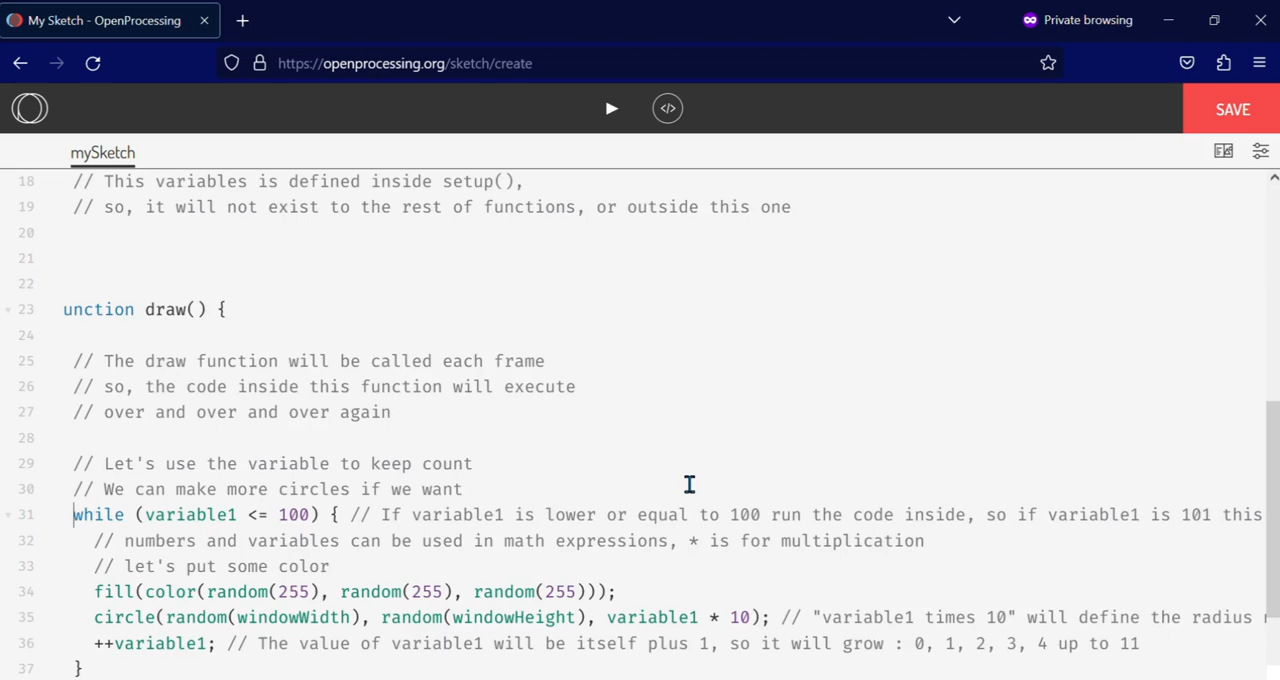 My Sketch - OpenProcessing
Private browsing
https://openprocessing.org/sketch/create
</>
SAVE
mySketch
18 // This variables is defined inside setup(),
19 // so, it will not exist to the rest of functions, or outside this one
20
21
22
23 unction draw() {
24
25 // The draw function will be called each frame
26 // so, the code inside this function will execute
27 // over and over and over again
28
29 // Let's use the variable to keep count
30 // We can make more circles if we want
31 while (variable1 <= 100) { // If variable1 is lower or equal to 100 run the code inside, so if variable1 is 101 this
32 // numbers and variables can be used in math expressions, * is for multiplication
33 // let's put some color
34 fill(color(random(255), random(255), random(255)));
35 circle(random(windowWidth), random(windowHeight), variable1 * 10); // "variable1 times 10" will define the radius
36 ++variable1; // The value of variable1 will be itself plus 1, so it will grow : 0, 1, 2, 3, 4 up to 11
37 }